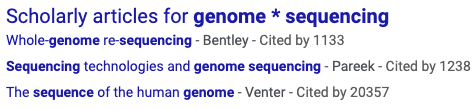 Scholarly articles for genome * sequencing
Whole-genome re-sequencing - Bentley - Cited by 1133
Sequencing technologies and genome sequencing - Pareek - Cited by 1238
The sequence of the human genome - Venter - Cited by 20357